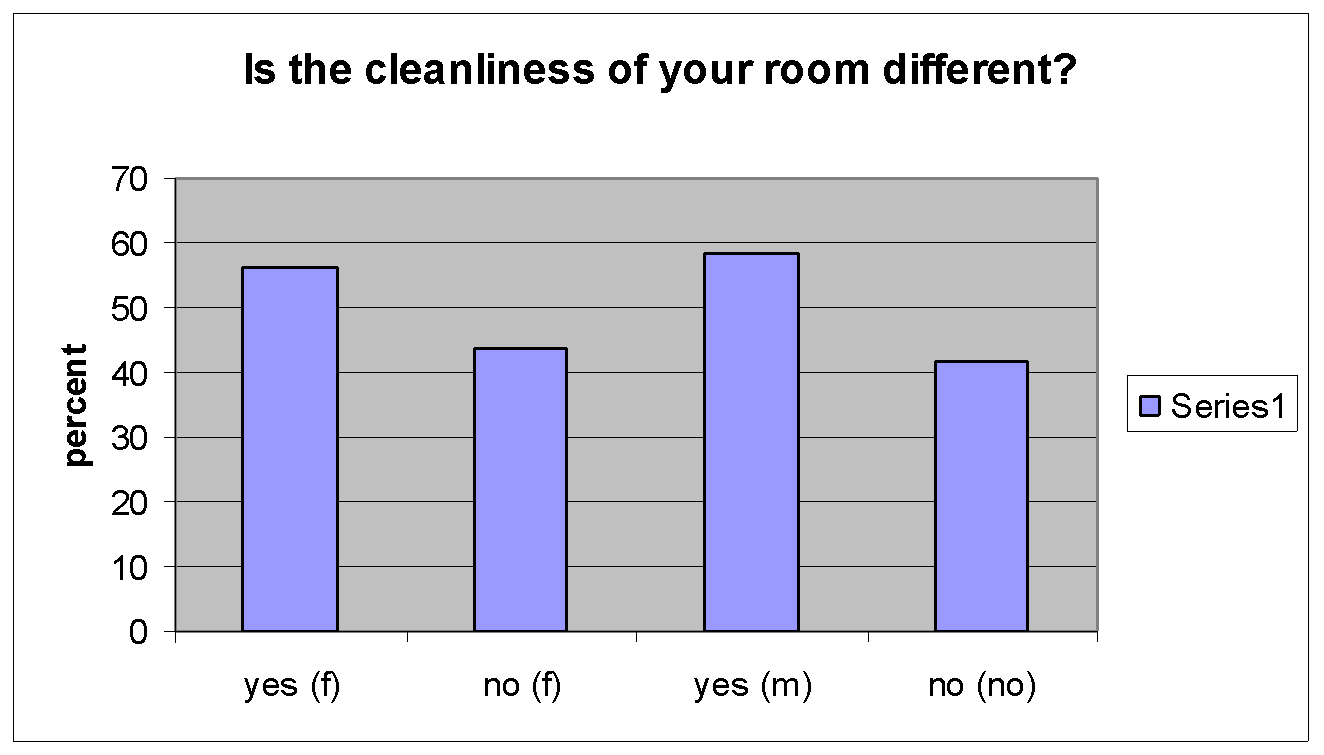 Is the cleanliness of your room different?
70
60
50
40
30
20
10
0
percent
yes (f)
no (f)
yes (m)
no (no)
Series1